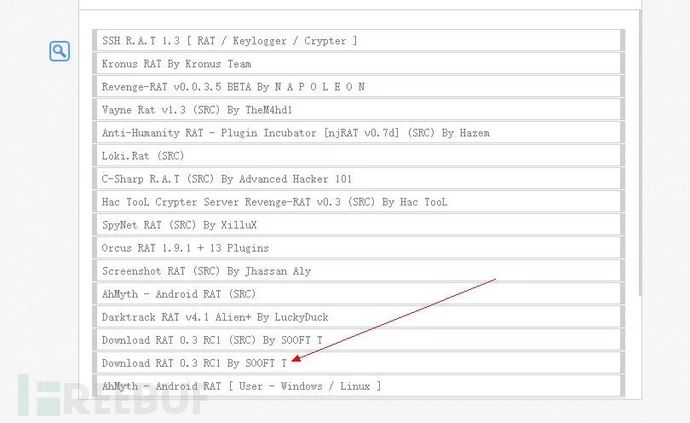 SSH R.A.T 1.3 [ RAT / Keylogger / Crypter ]
Kronus RAT By Kronus Team
Revenge-RAT v0.0.3.5 BETA By N A P O L E O N
Vayne Rat v1.3 (SRC) By TheM4hd1
Anti-Humanity RAT - Plugin Incubator [njRAT v0.7d] (SRC) By Hazem
Loki.Rat (SRC)
C-Sharp R.A.T (SRC) By Advanced Hacker 101
Hac TooL Crypter Server Revenge-RAT v0.3 (SRC) By Hac TooL
SpyNet RAT (SRC) By XilluX
Orcus RAT 1.9.1 + 13 Plugins
Screenshot RAT (SRC) By Jhassan Aly
AhMyth - Android RAT (SRC)
Darktrack RAT v4.1 Alien+ By LuckyDuck
Download RAT 0.3 RC1 (SRC) By SOOFT T
Download RAT 0.3 RC1 By SOOFT T
AhMyth - Android RAT [ User - Windows / Linux ]
FREEBUF